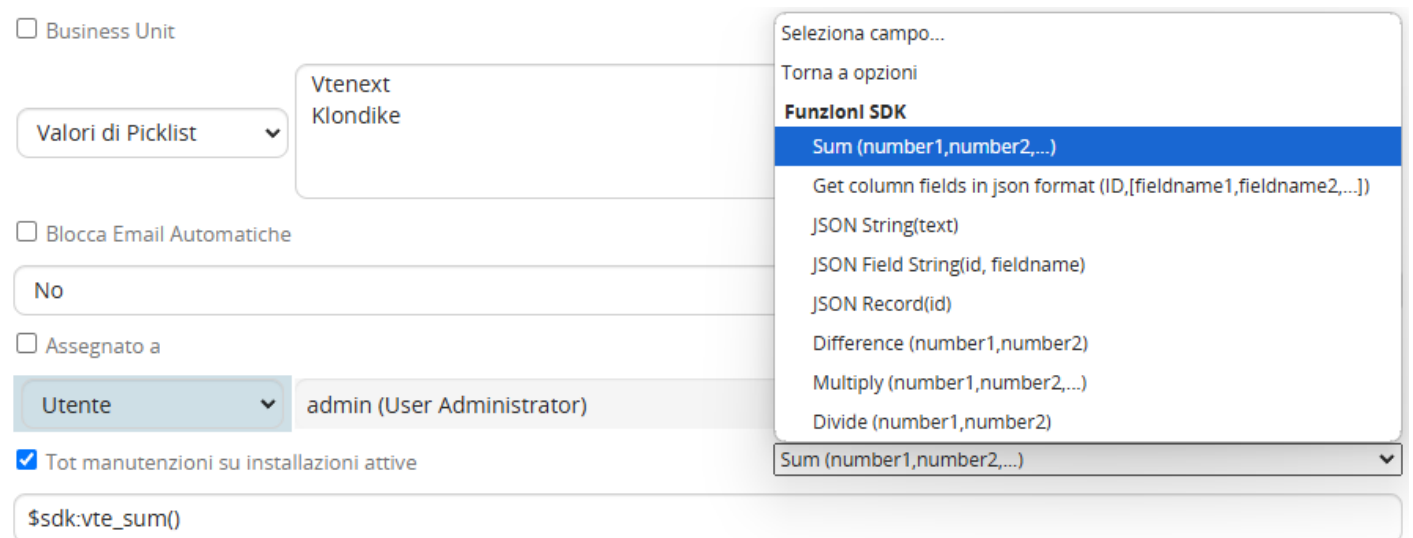 Business Unit
Valori di Picklist
Vtenext
Klondike
Blocca Email Automatiche
No
Assegnato a
Utente
admin (User Administrator)
Tot manutenzioni su installazioni attive
$sdk:vte_sum()
Seleziona campo...
Torna a opzioni
Funzioni SDK
Sum (number1,number2,...)
Get column fields in json format (ID,[fieldname1,fieldname2,...])
JSON String(text)
JSON Field String(id, fieldname)
JSON Record(id)
Difference (number1,number2)
Multiply (number1,number2,...)
Divide (number1,number2)
Sum (number1,number2,...)